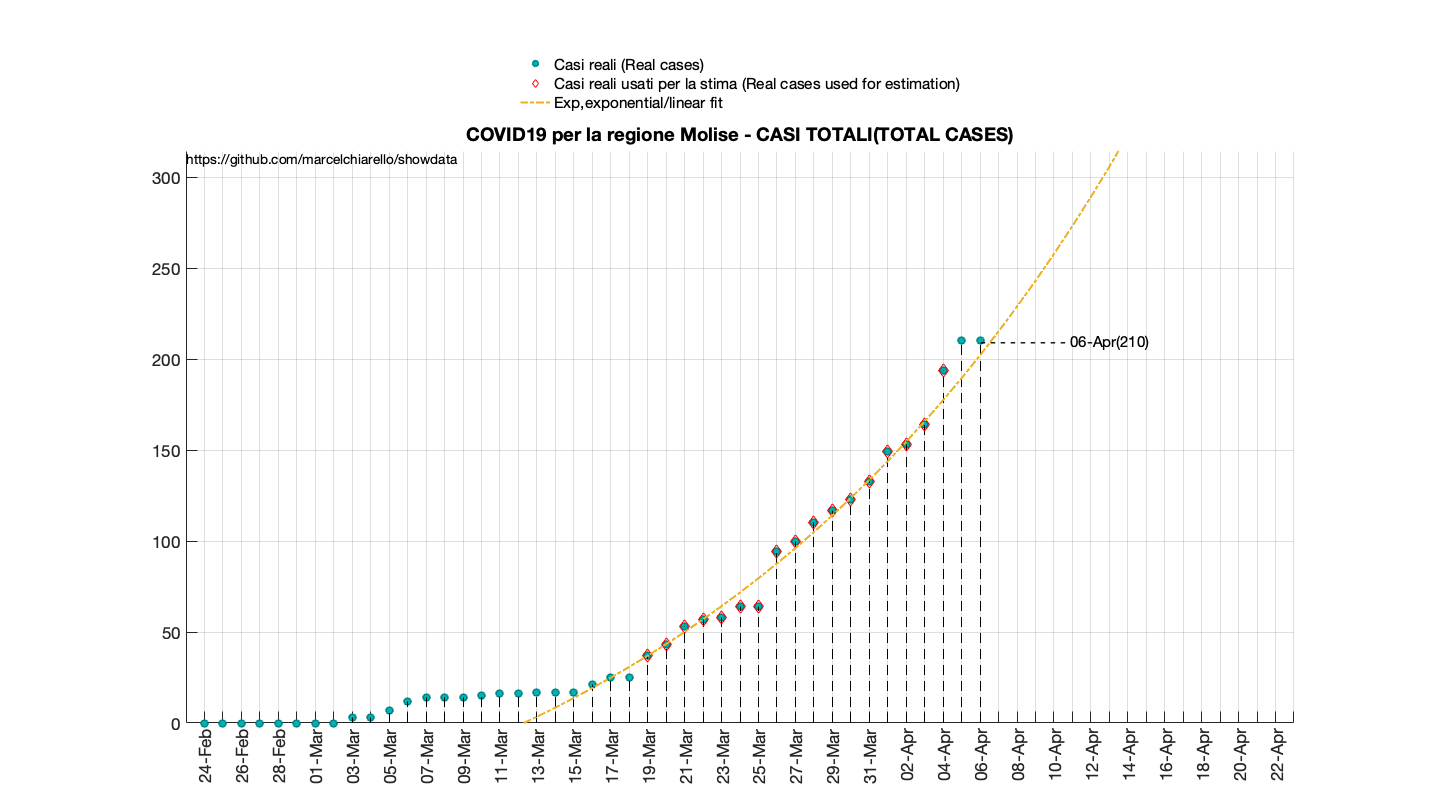 Casi reali (Real cases)
Casi reali usati per la stima (Real cases used for estimation)
Exp,exponential/linear fit
COVID19 per la regione Molise - CASI TOTALI(TOTAL CASES)
https://github.com/marcelchiarello/showdata
300
250
200
150
100
50
0
06-Apr(210)
24-Feb
26-Feb
28-Feb
01-Mar
03-Mar
05-Mar
07-Mar
09-Mar
11-Mar
13-Mar
15-Mar
17-Mar
19-Mar
21-Mar
23-Mar
25-Mar
27-Mar
29-Mar
31-Mar
02-Apr
04-Apr
06-Apr
08-Apr
10-Apr
12-Apr
14-Apr
16-Apr
18-Apr
20-Apr
22-Apr